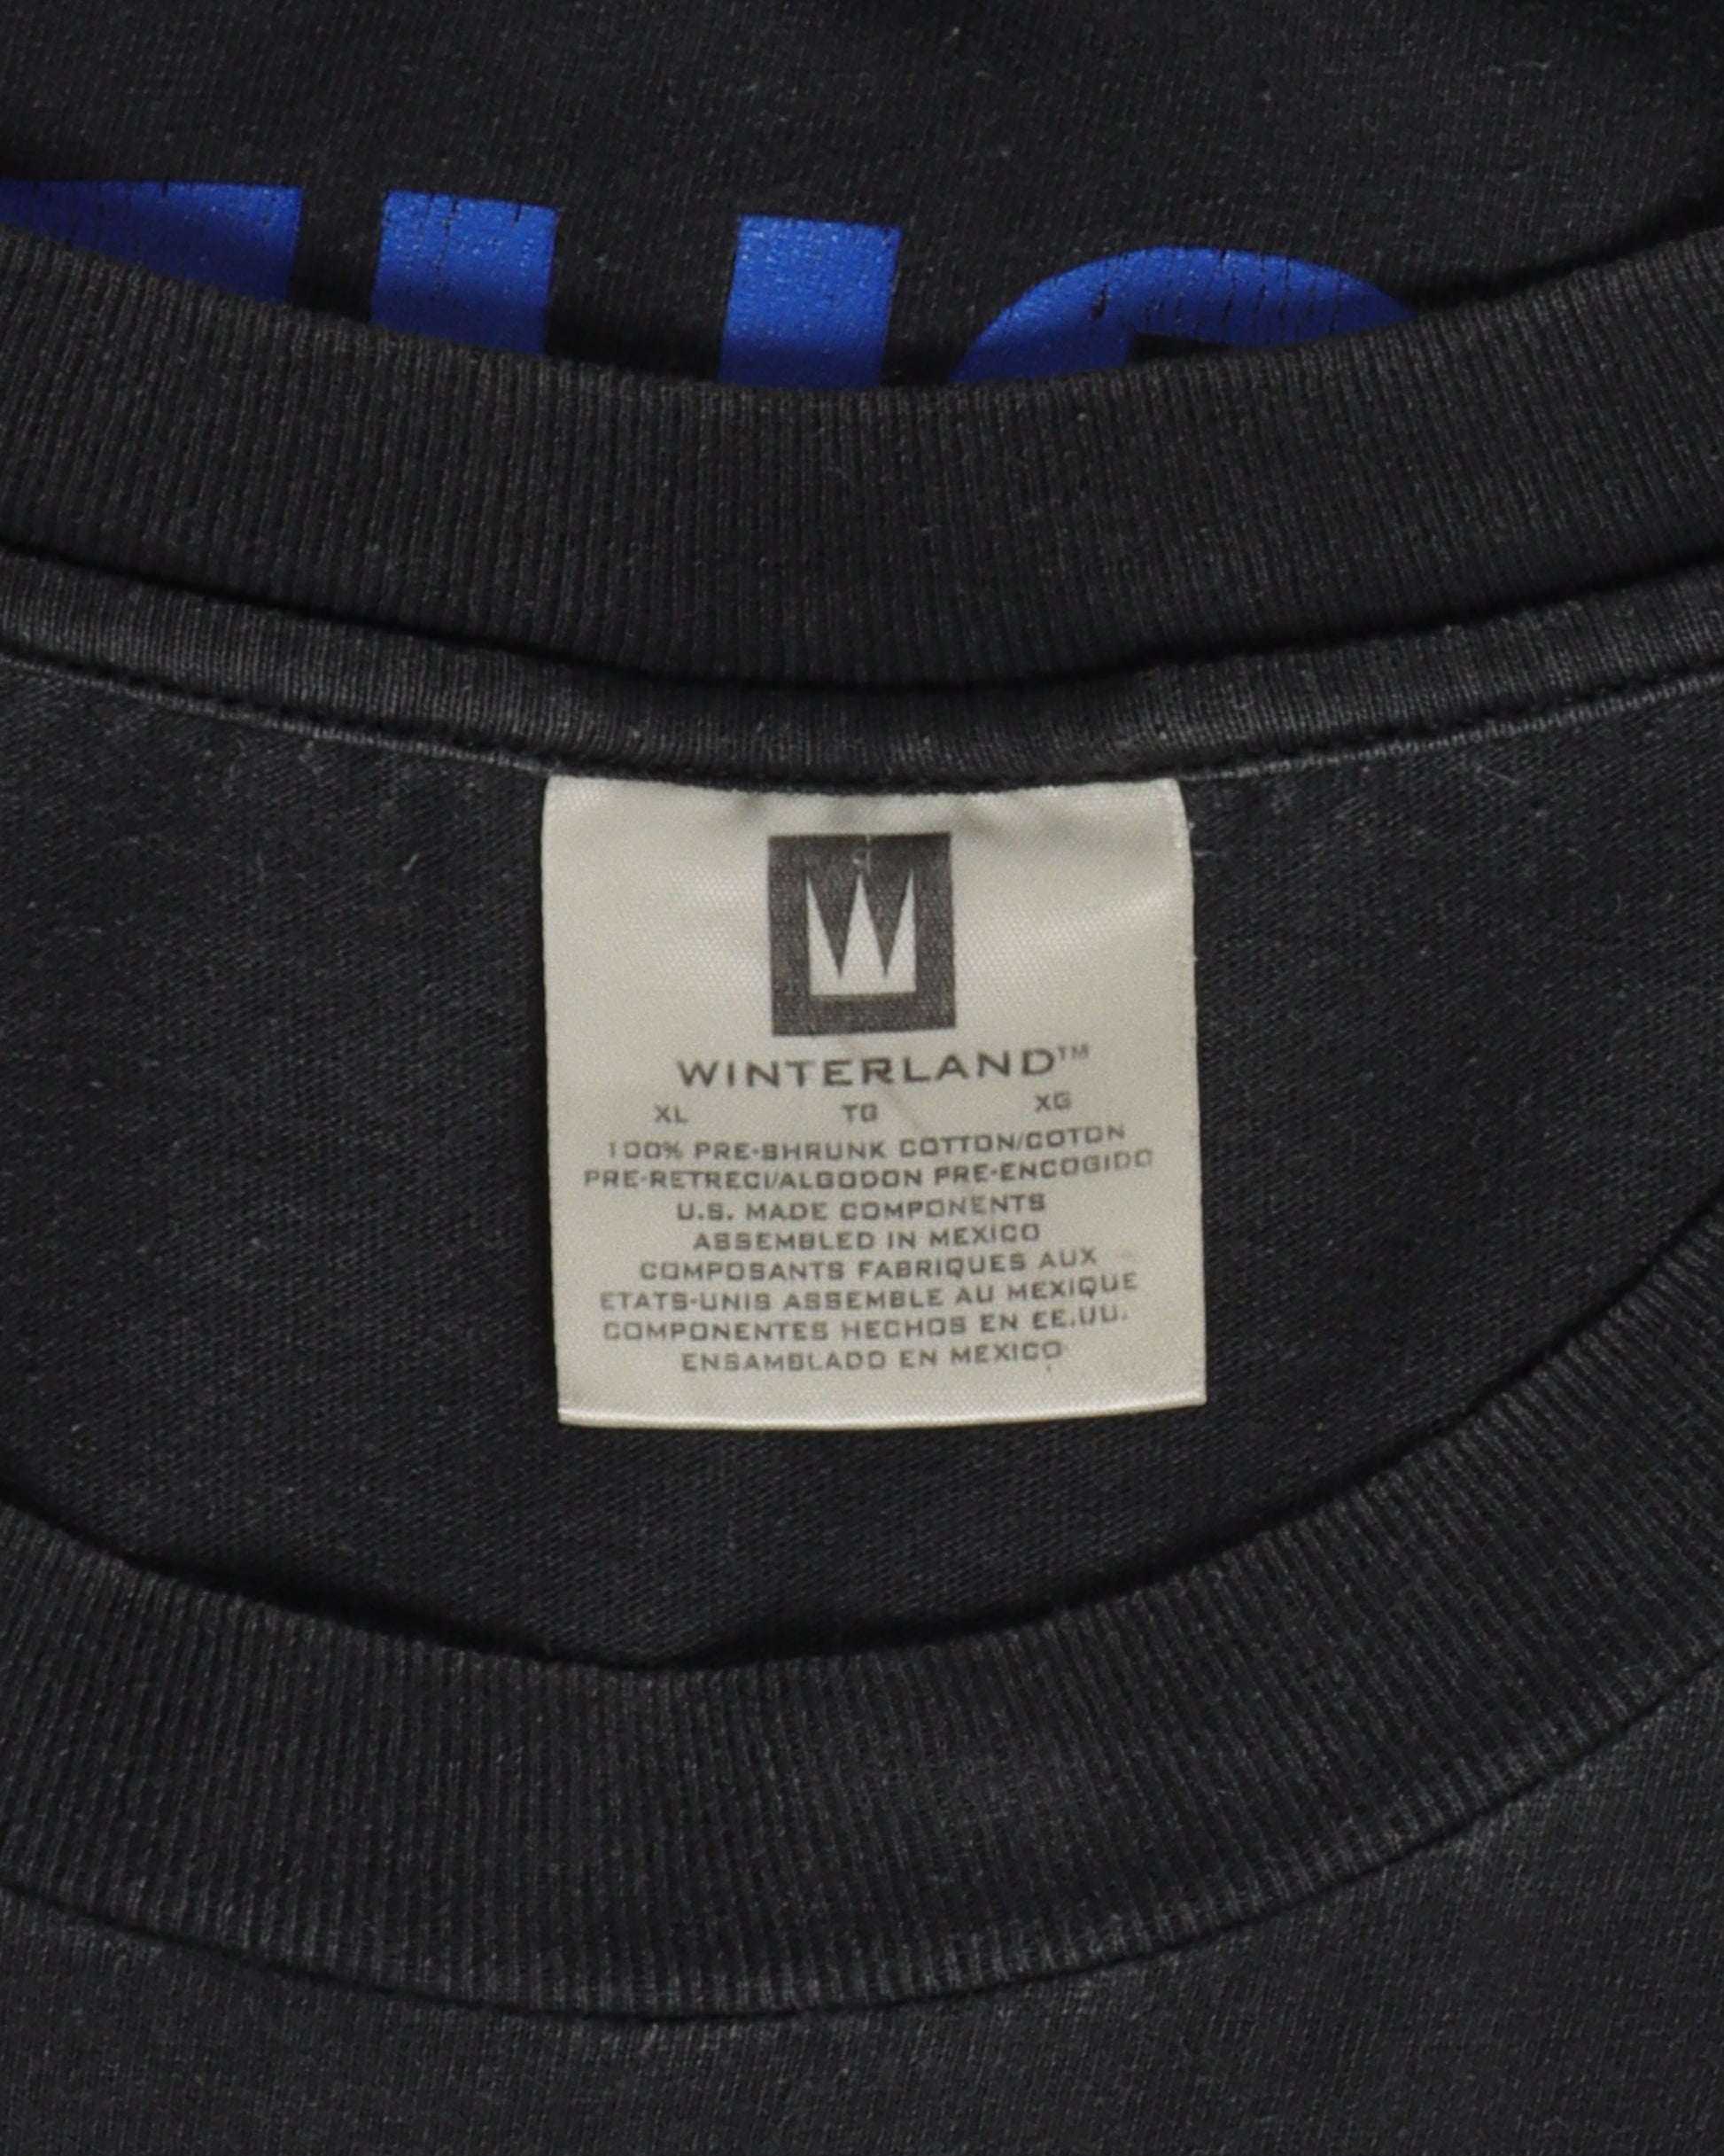 WINTERLAND™
XL TG XG
100% PRE-SHRUNK COTTON/COTON
PRE-RETRECI/ALGODON PRE-ENCOGIDO
U.S. MADE COMPONENTS
ASSEMBLED IN MEXICO
COMPOSANTS FABRIQUES AUX
ETATS-UNIS ASSEMBLE AU MEXIQUE
COMPONENTES HECHOS EN EE.UU.
ENSAMBLADO EN MEXICO